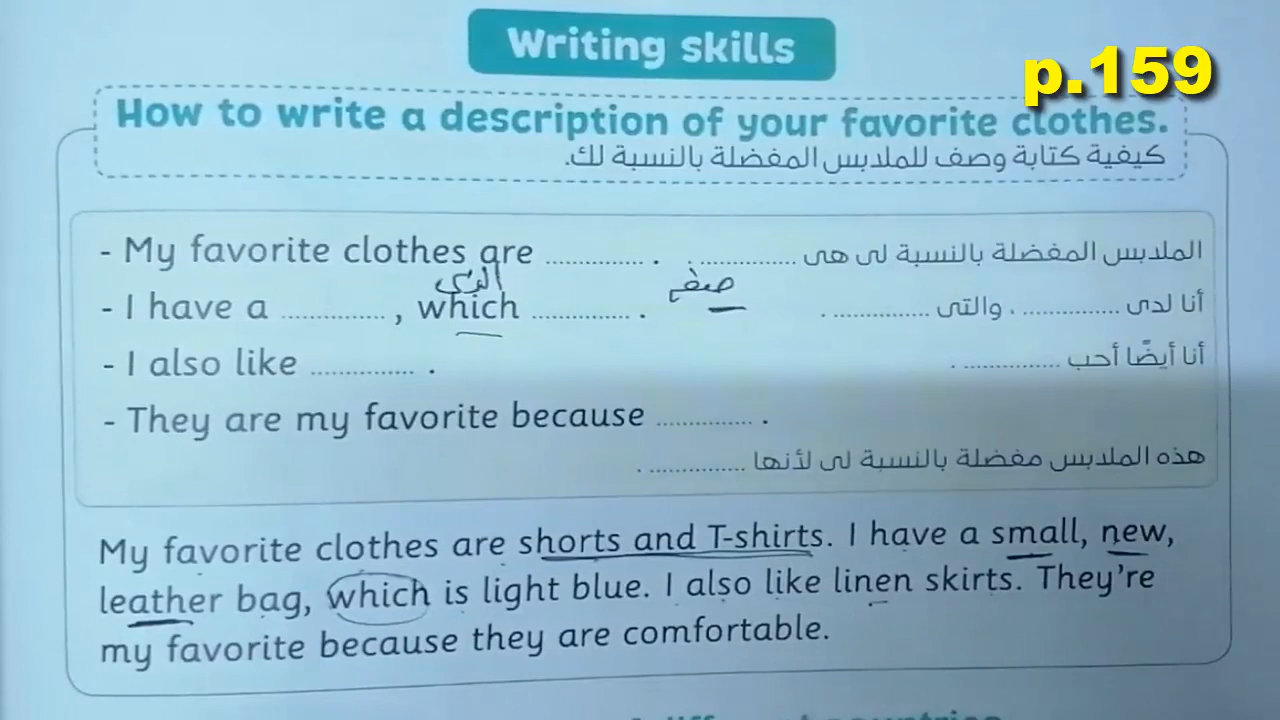 Writing skills
p.159
How to write a description of your favorite clothes.
كيفية كتابة وصف للملابس المفضلة بالنسبة لك.
- My favorite clothes are ............... . الملابس المفضلة بالنسبة لى هى ............... .
- I have a ............... , which ............... . أنا لدى ............... ، والتى ............... .
- I also like ............... . أنا أيضًا أحب ............... .
- They are my favorite because ............... .
هذه الملابس مفضلة بالنسبة لى لأنها ............... .
My favorite clothes are shorts and T-shirts. I have a small, new,
leather bag, which is light blue. I also like linen skirts. They're
my favorite because they are comfortable.